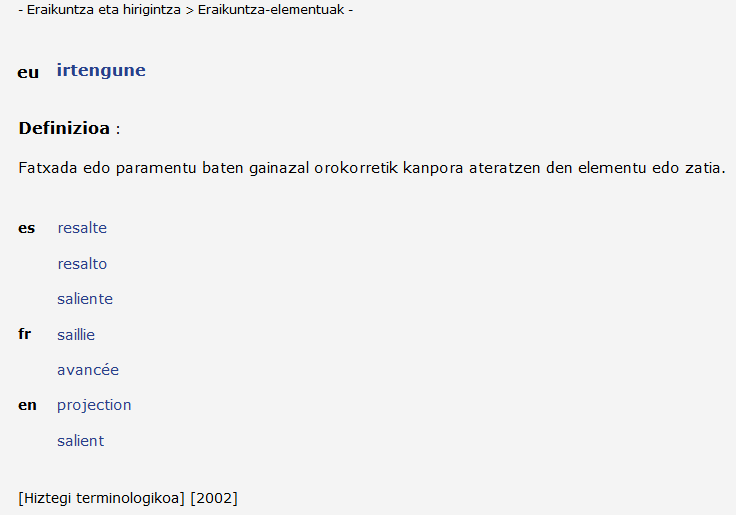 - Eraikuntza eta hirigintza > Eraikuntza-elementuak -
eu irtengune
Definizioa :
Fatxada edo paramentu baten gainazal orokorretik kanpora ateratzen den elementu edo zatia.
es resalte
resalto
saliente
fr saillie
avancée
en projection
salient
[Hiztegi terminologikoa] [2002]